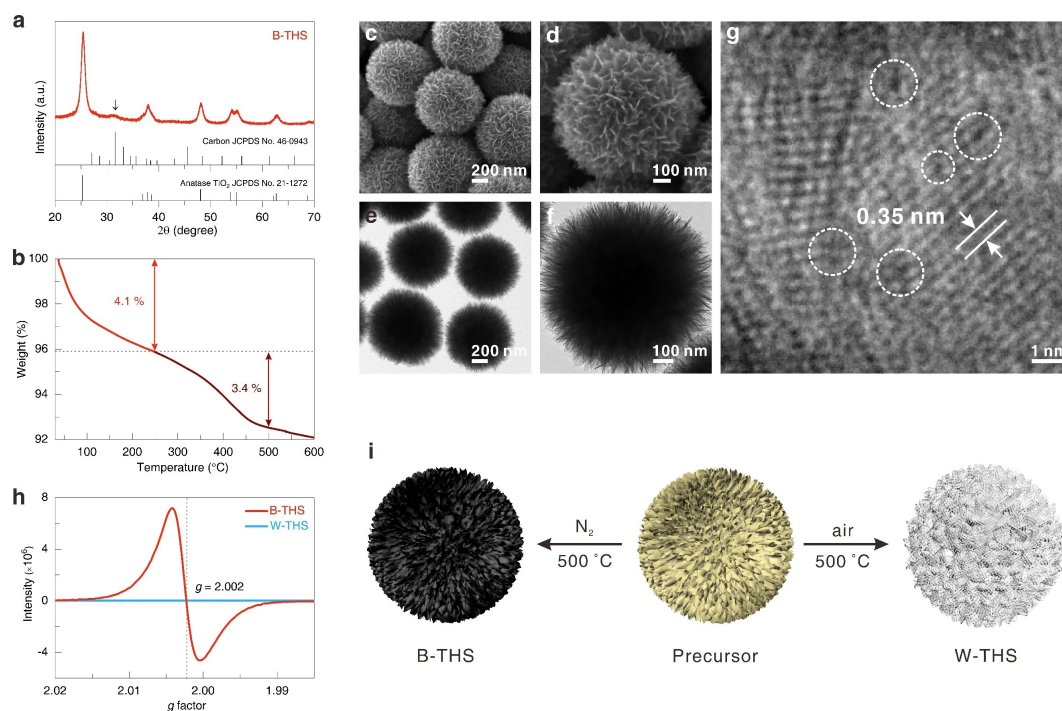 a
B-THS
Intensity (a.u.)
Carbon JCPDS No. 46-0943
Anatase TiO₂ JCPDS No. 21-1272
20 30 40 50 60 70
2θ (degree)
b
100
98
96
94
92
Weight (%)
4.1 %
3.4 %
100 200 300 400 500 600
Temperature (°C)
h
8
4
0
-4
Intensity (×10⁶)
B-THS
W-THS
g = 2.002
2.02 2.01 2.00 1.99
g factor
c
200 nm
d
100 nm
e
200 nm
f
100 nm
g
0.35 nm
1 nm
i
N₂
500 °C
air
500 °C
B-THS
Precursor
W-THS